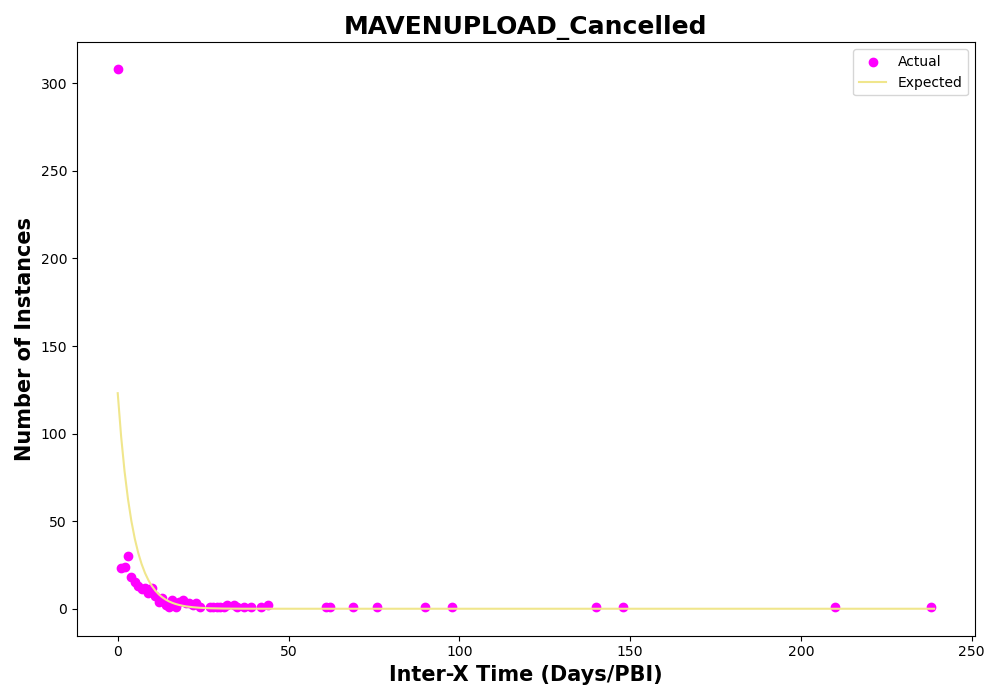 MAVENUPLOAD_Cancelled
Actual
Expected
Number of Instances
300
250
200
150
100
50
0
0 50 100 150 200 250
Inter-X Time (Days/PBI)